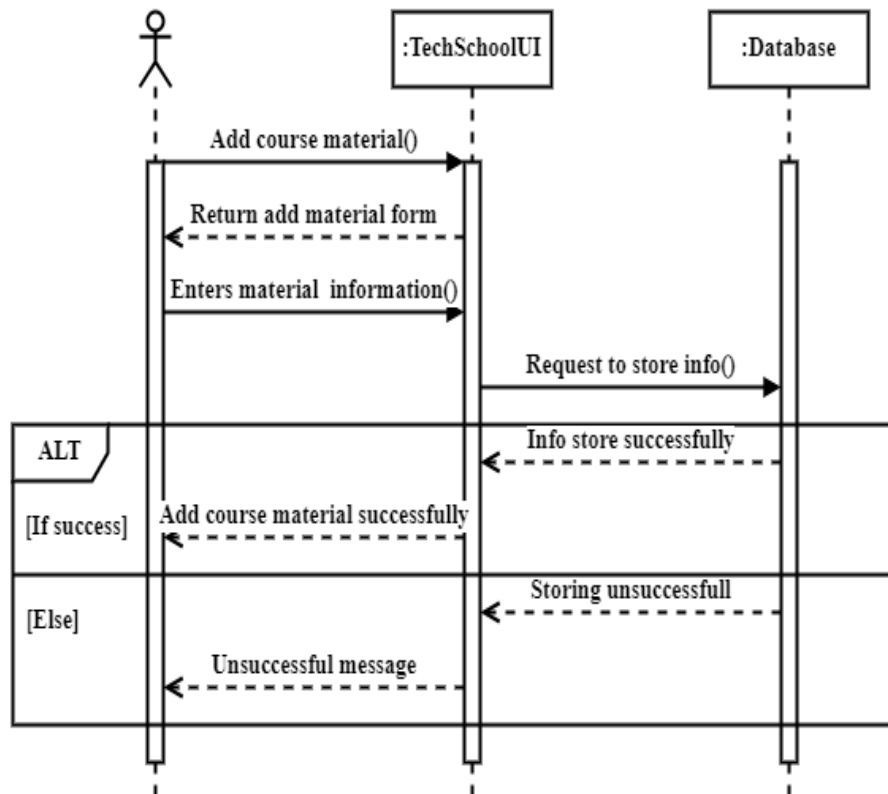 :TechSchoolUI
:Database
Add course material()
Return add material form
Enters material information()
Request to store info()
ALT
Info store successfully
[If success]
Add course material successfully
Storing unsuccessfull
[Else]
Unsuccessful message